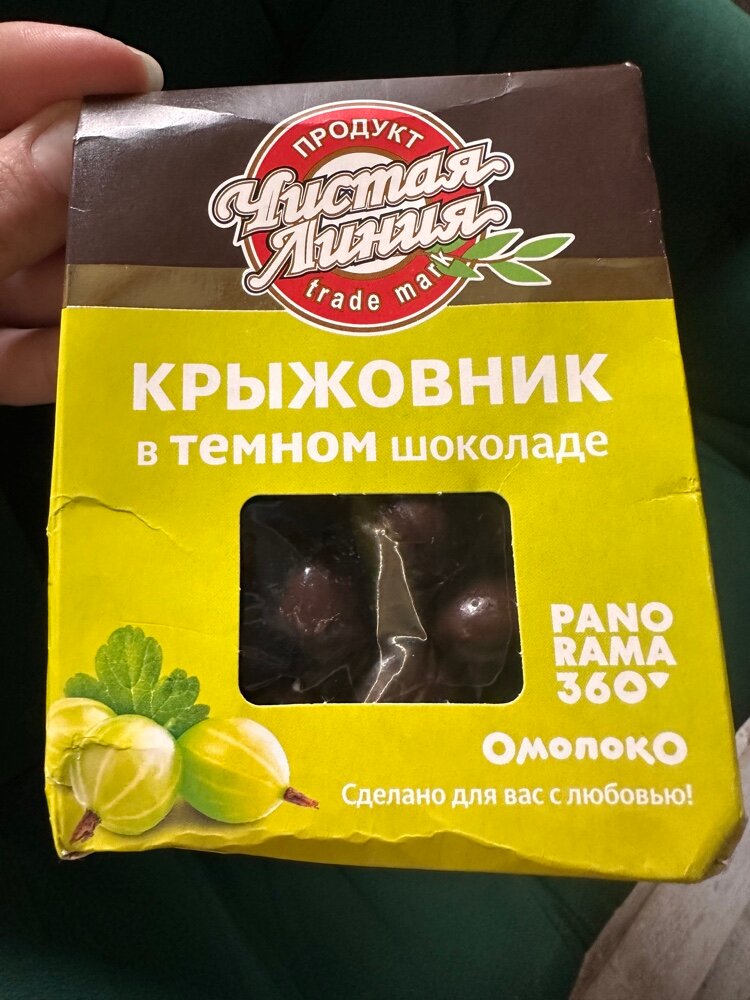 ПРОДУКТ
Чистая
Линия
trade mark
КРЫЖОВНИК
в темном шоколаде
PANO
RAMA
360
ОМОЛОКО
Сделано для вас с любовью!